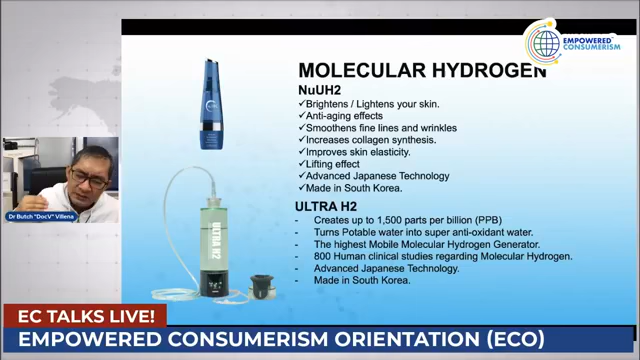 EMPOWERED
CONSUMERISM
MOLECULAR HYDROGEN
NuUH2
✓Brightens / Lightens your skin.
✓Anti-aging effects
✓Smoothens fine lines and wrinkles
✓Increases collagen synthesis.
✓Improves skin elasticity.
✓Lifting effect
✓Advanced Japanese Technology
✓Made in South Korea.
ULTRA H2
- Creates up to 1,500 parts per billion (PPB)
- Turns Potable water into super anti-oxidant water.
- The highest Mobile Molecular Hydrogen Generator.
- 800 Human clinical studies regarding Molecular Hydrogen.
- Advanced Japanese Technology.
- Made in South Korea.
ULTRA H2
Dr Butch "DocV" Villena
EC TALKS LIVE!
EMPOWERED CONSUMERISM ORIENTATION (ECO)